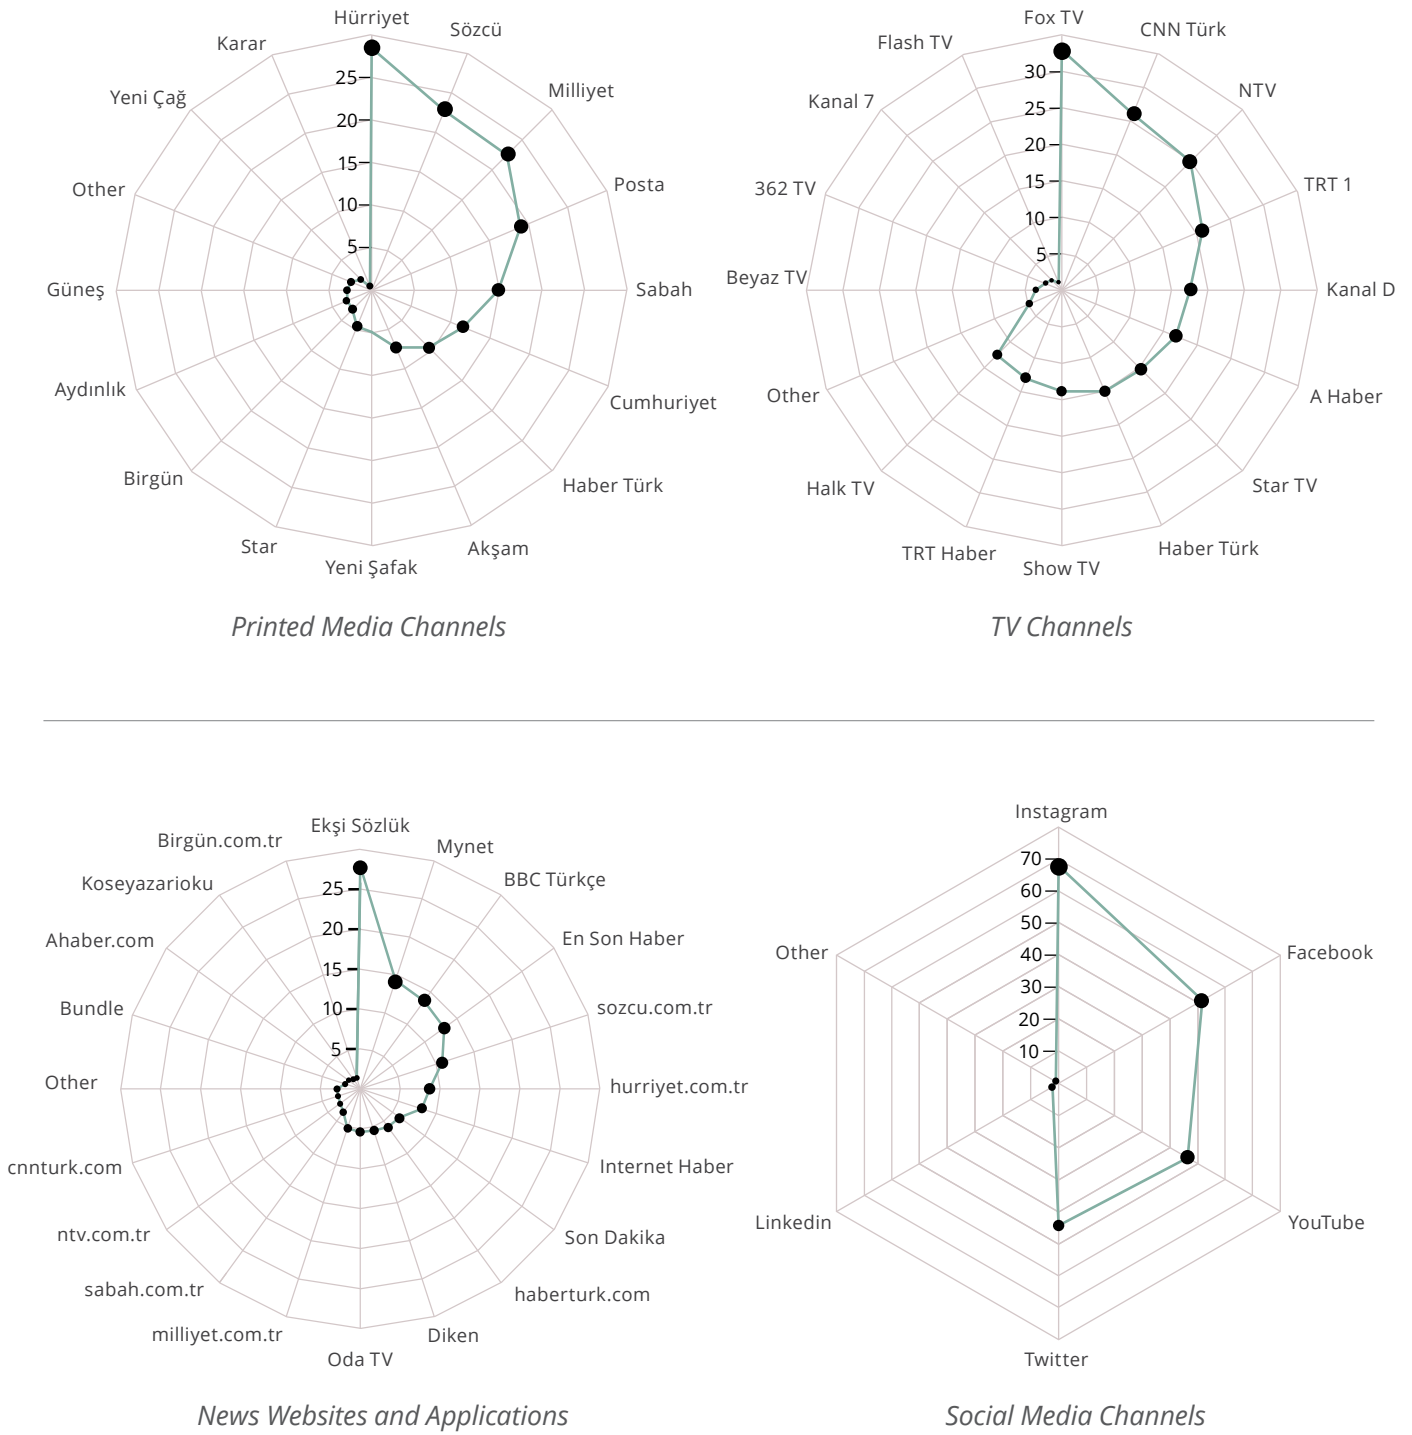 Hürriyet
Sözcü
Milliyet
Posta
Sabah
Cumhuriyet
Haber Türk
Akşam
Yeni Şafak
Star
Birgün
Aydınlık
Güneş
Other
Yeni Çağ
Karar
25
20
15
10
5
Printed Media Channels
Fox TV
CNN Türk
NTV
TRT 1
Kanal D
A Haber
Star TV
Haber Türk
Show TV
TRT Haber
Halk TV
Other
Beyaz TV
362 TV
Kanal 7
Flash TV
30
25
20
15
10
5
TV Channels
Ekşi Sözlük
Mynet
BBC Türkçe
En Son Haber
sozcu.com.tr
hurriyet.com.tr
Internet Haber
Son Dakika
haberturk.com
Diken
Oda TV
milliyet.com.tr
sabah.com.tr
ntv.com.tr
cnnturk.com
Other
Bundle
Ahaber.com
Koseyazarioku
Birgün.com.tr
25
20
15
10
5
News Websites and Applications
Instagram
Facebook
YouTube
Twitter
Linkedin
Other
70
60
50
40
30
20
10
Social Media Channels